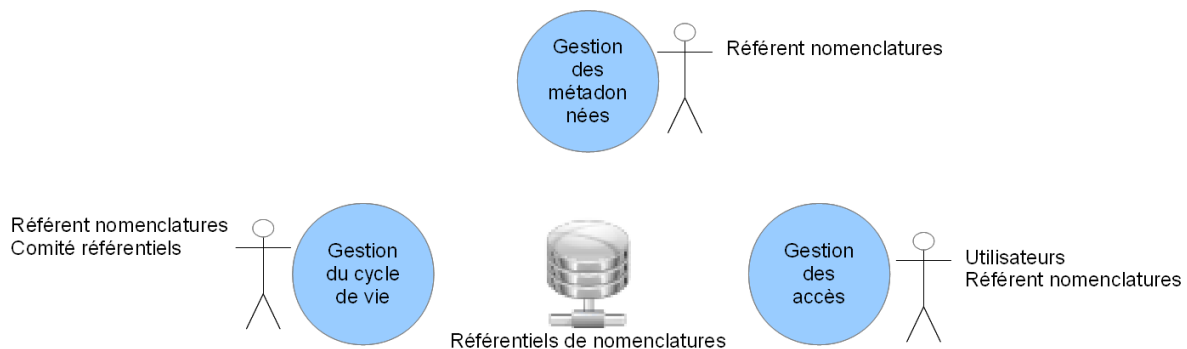 Gestion
des
métadon
nées
Référent nomenclatures
Référent nomenclatures
Comité référentiels
Gestion
du cycle
de vie
Référentiels de nomenclatures
Gestion
des
accès
Utilisateurs
Référent nomenclatures